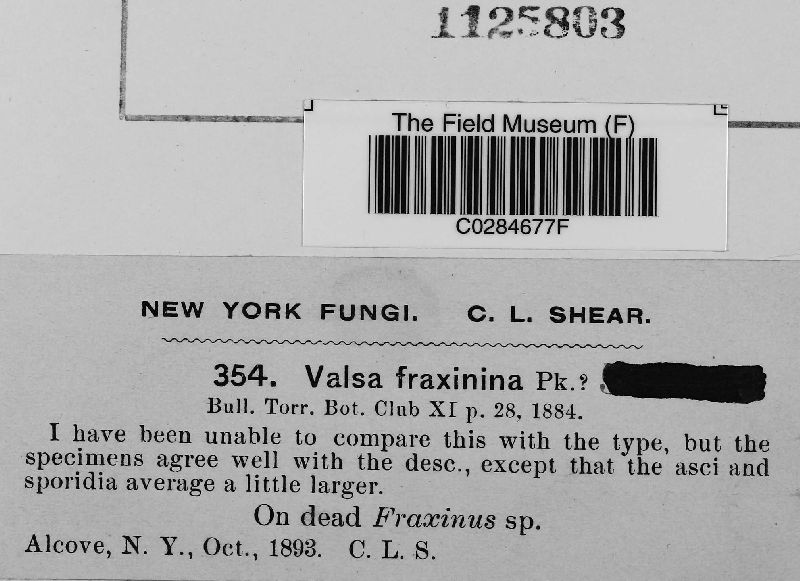 1125803
The Field Museum (F)
C0284677F
NEW YORK FUNGI. C. L. SHEAR.
354. Valsa fraxinina Pk.?
Bull. Torr. Bot. Club XI p. 28, 1884.
I have been unable to compare this with the type, but the
specimens agree well with the desc., except that the asci and
sporidia average a little larger.
On dead Fraxinus sp.
Alcove, N. Y., Oct., 1893. C. L. S.